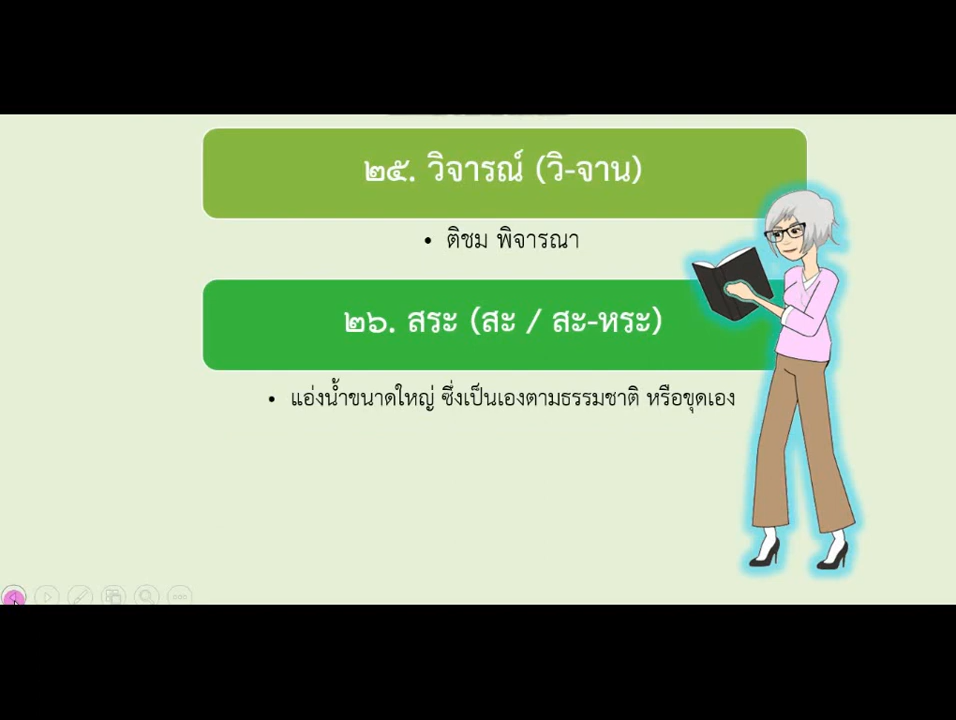 ๒๕. วิจารณ์ (วิ-จาน)
• ติชม พิจารณา
๒๖. สระ (สะ / สะ-หระ)
• แอ่งน้ำขนาดใหญ่ ซึ่งเป็นเองตามธรรมชาติ หรือขุดเอง